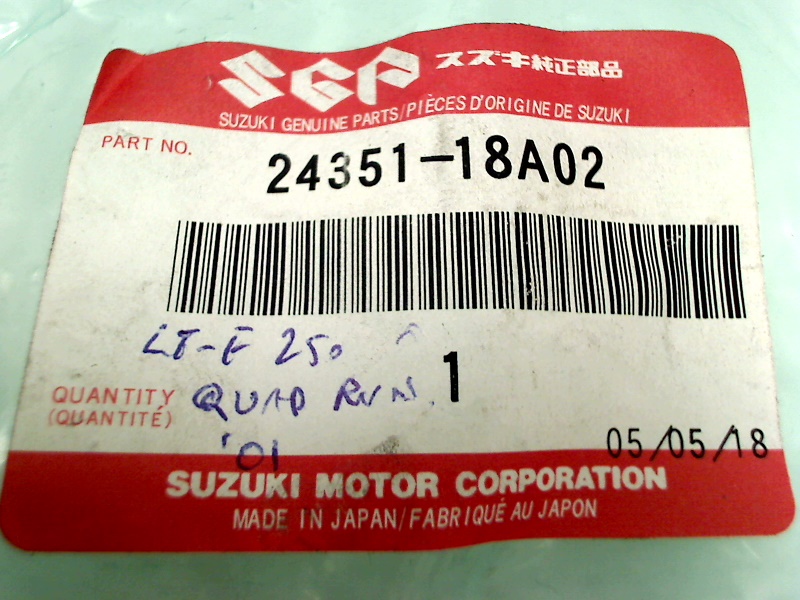 SGP スズキ純正部品
SUZUKI GENUINE PARTS/PIÈCES D'ORIGINE DE SUZUKI
PART NO.
24351-18A02
LT-F 250
QUANTITY QUAD RUN. 1
(QUANTITÉ)
'01
05/05/18
SUZUKI MOTOR CORPORATION
MADE IN JAPAN/FABRIQUÉ AU JAPON